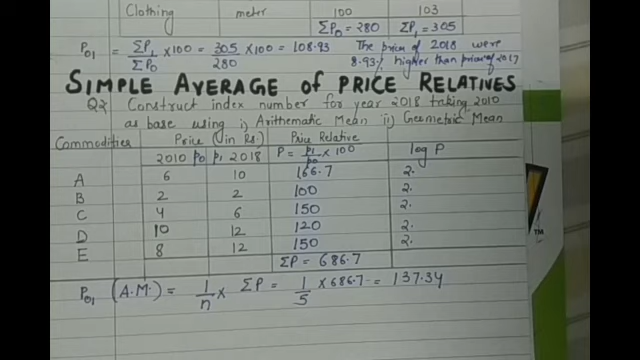 Clothing meter 100 103
ΣP0 = 280 ΣP1 = 305
P01 = ΣP1/ΣP0 × 100 = 305/280 × 100 = 108.93 The prices of 2018 were
8.93% higher than prices of 2017
SIMPLE AVERAGE OF PRICE RELATIVES
Q2 Construct index number for year 2018 taking 2010
as base using i) Arithematic Mean ii) Geometric Mean
Commodities Price (in Rs) Price Relative
2010 p0 p1 2018 P = p1/p0 × 100 log P
A 6 10 166.7 2.
B 2 2 100 2.
C 4 6 150 2.
D 10 12 120 2.
E 8 12 150 2.
ΣP = 686.7
P01 (A.M.) = 1/n × ΣP = 1/5 × 686.7 = 137.34
TM